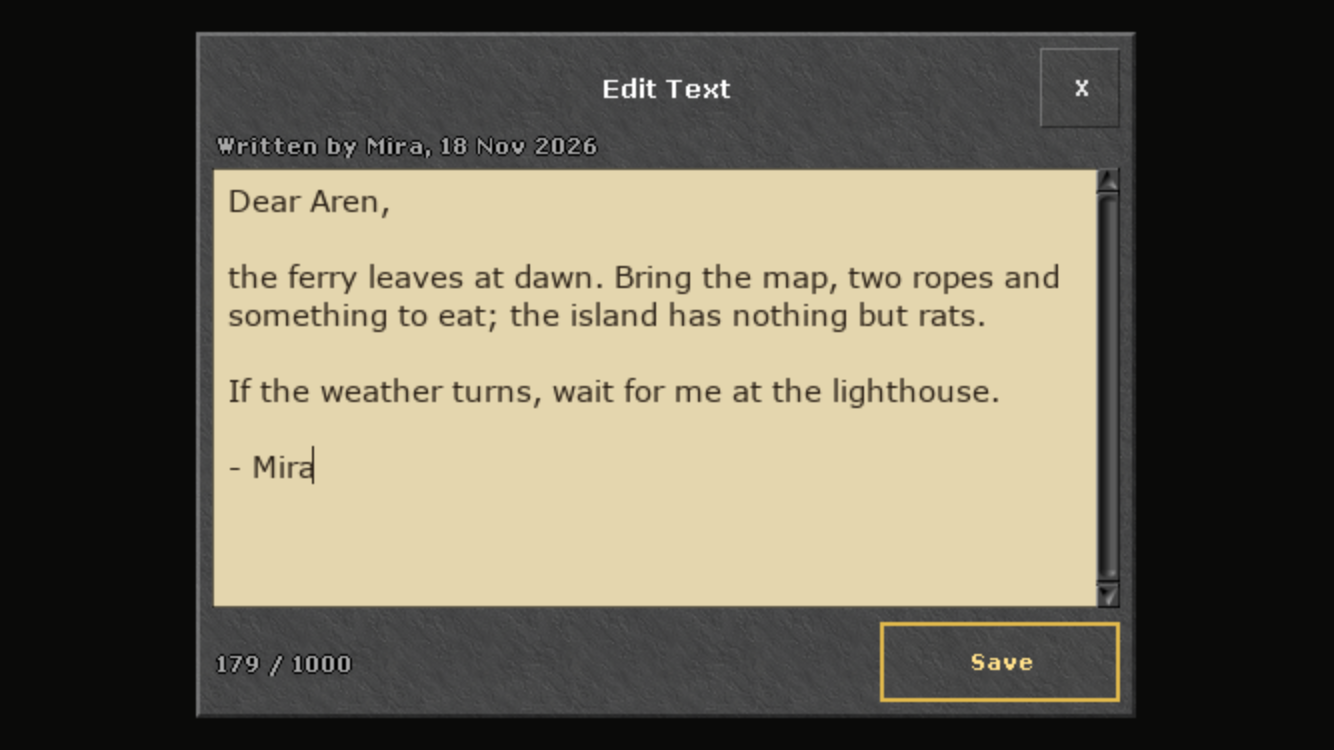 Edit Text
X
Written by Mira, 18 Nov 2026
Dear Aren,
the ferry leaves at dawn. Bring the map, two ropes and
something to eat; the island has nothing but rats.
If the weather turns, wait for me at the lighthouse.
- Mira
179 / 1000
Save